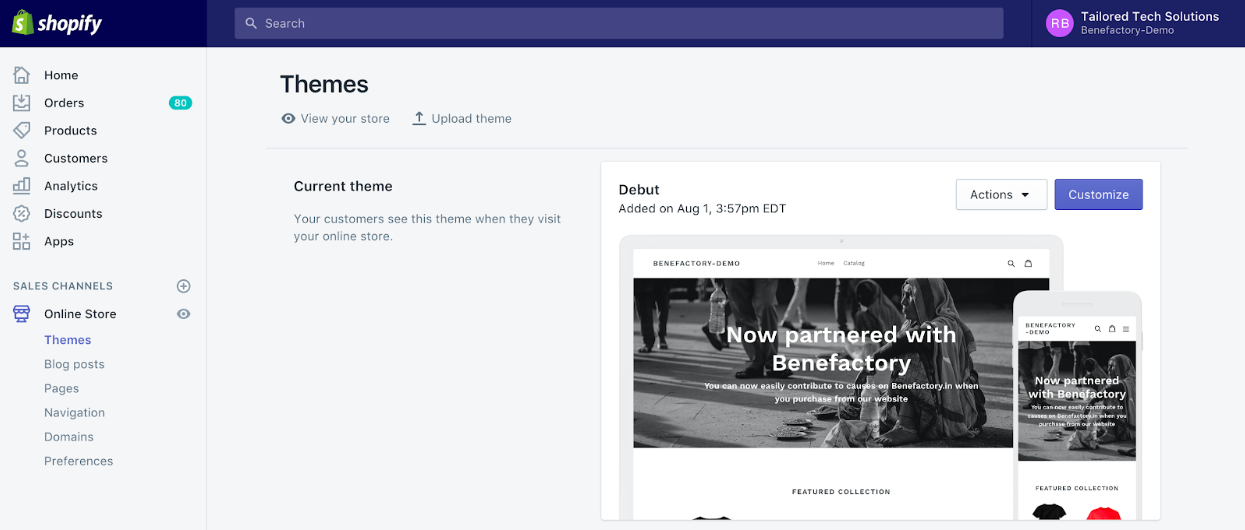 shopify
Search
RB
Tailored Tech Solutions
Benefactory-Demo
Home
Orders
80
Products
Customers
Analytics
Discounts
Apps
SALES CHANNELS
Online Store
Themes
Blog posts
Pages
Navigation
Domains
Preferences
Themes
View your store
Upload theme
Current theme
Your customers see this theme when they visit
your online store.
Debut
Added on Aug 1, 3:57pm EDT
Actions
Customize
BENEFACTORY-DEMO
Home
Catalog
Now partnered with
Benefactory
You can now easily contribute to causes on Benefactory.in when
you purchase from our website
FEATURED COLLECTION
BENEFACTORY
-DEMO
Now partnered
with Benefactory
You can now easily contribute to
causes on Benefactory.in when you
purchase from our website
FEATURED COLLECTION